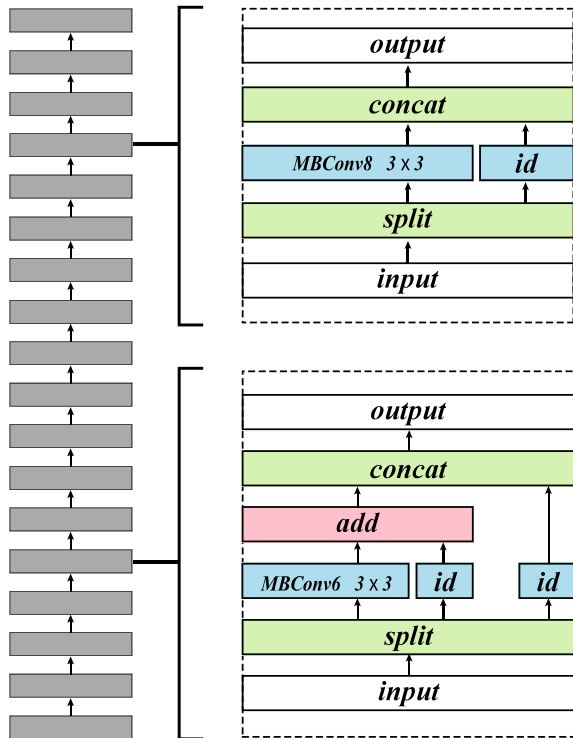 output
concat
MBConv8 3 x 3 id
split
input
output
concat
add
MBConv6 3 x 3 id id
split
input